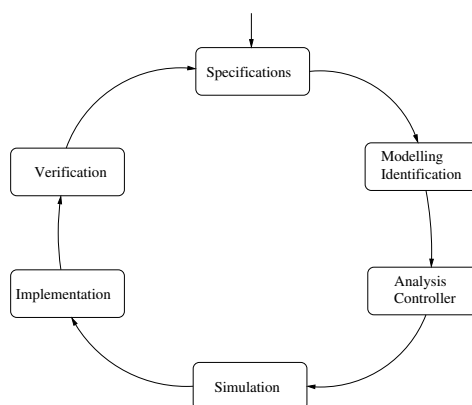 Specifications
Modelling
Identification
Analysis
Controller
Simulation
Implementation
Verification